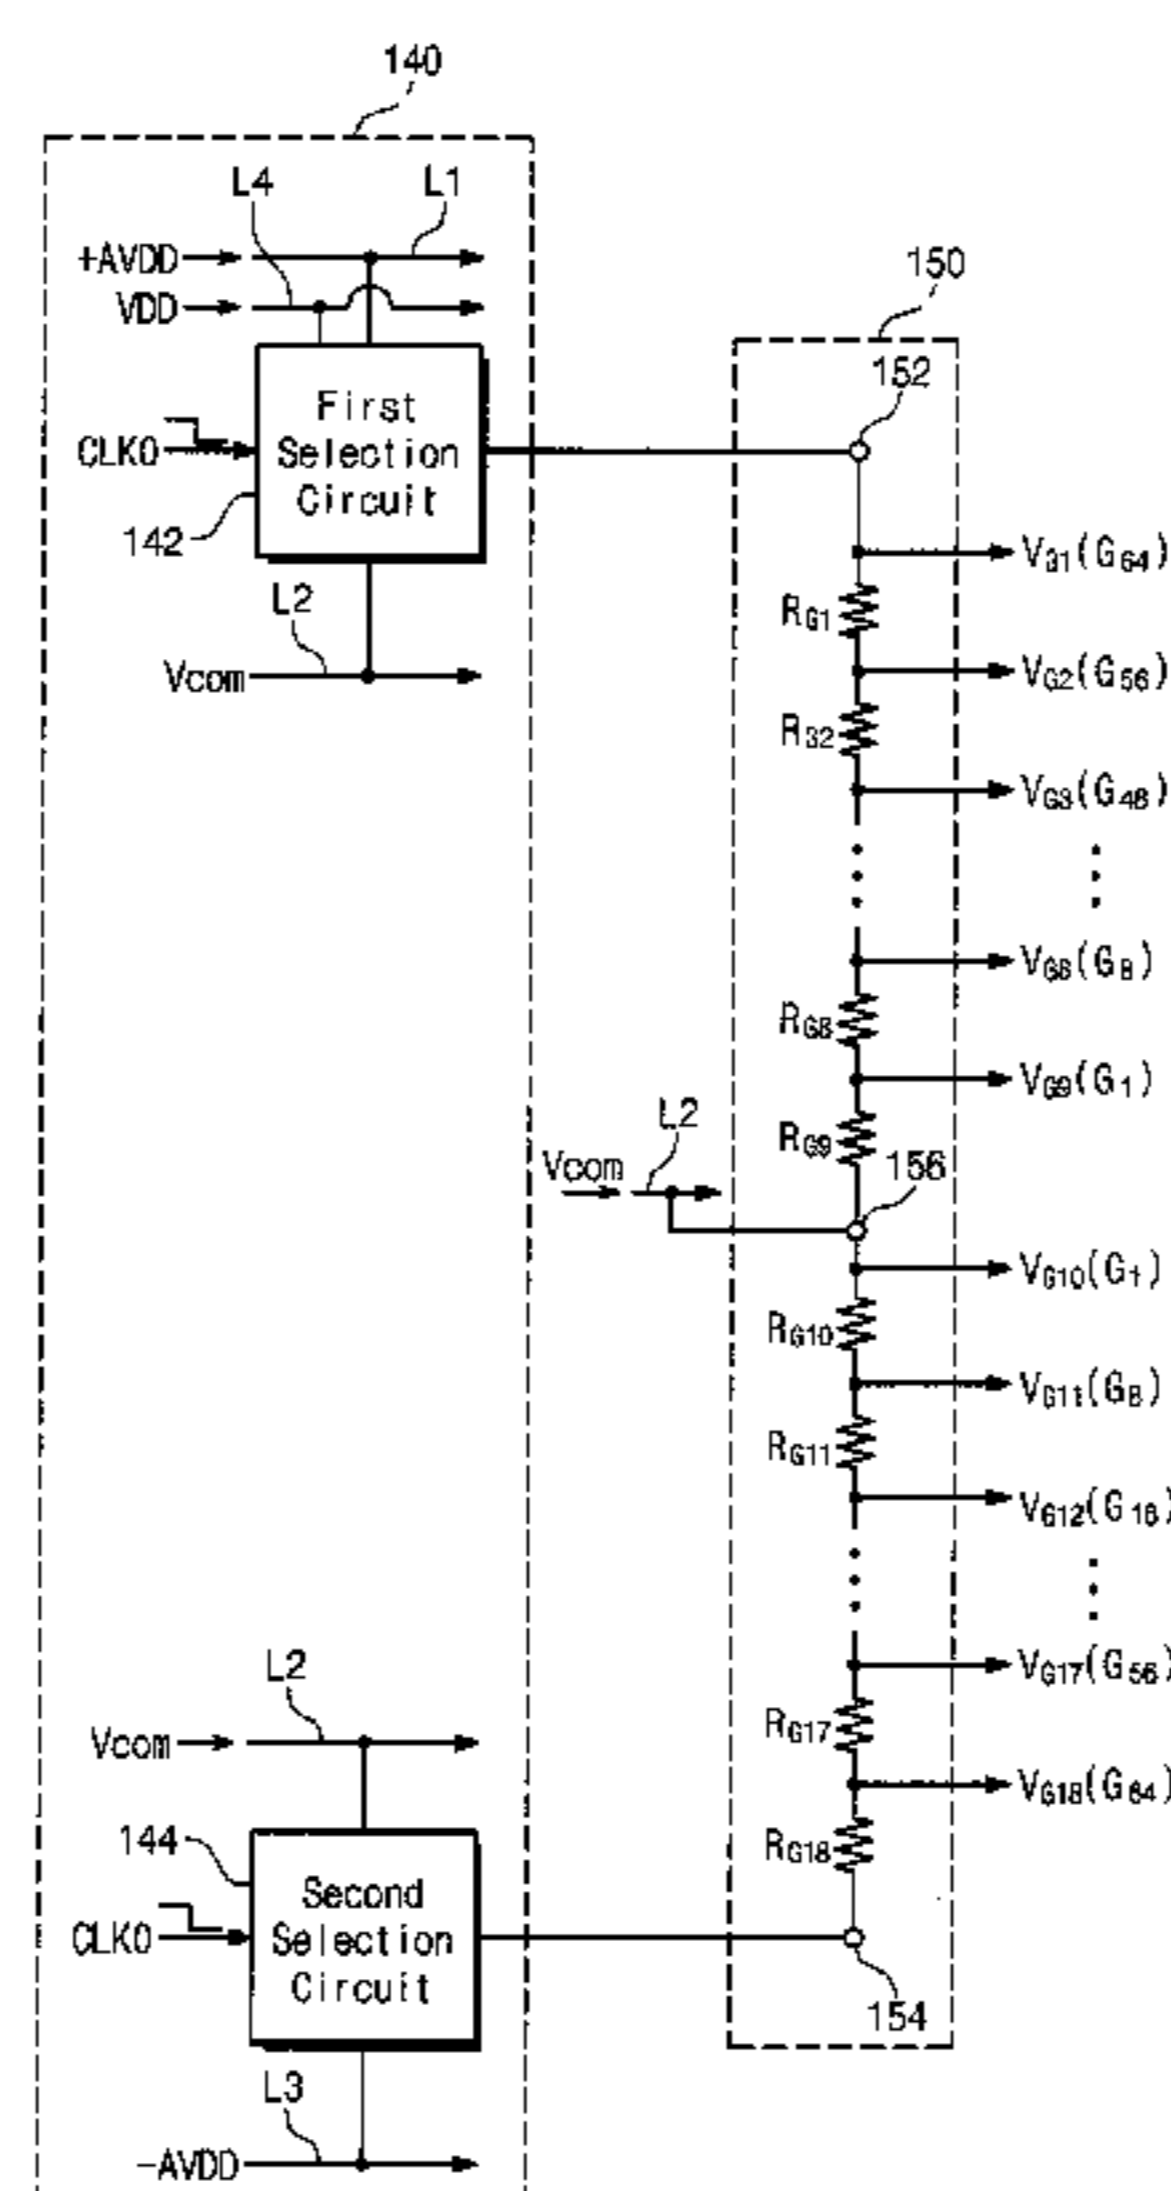 140
L4
L1
+AVDD
VDD
First
Selection
Circuit
CLK0
142
L2
Vcom
150
152
VG1(G64)
RG1
VG2(G56)
RG2
VG3(G48)
VG8(G8)
RG8
VG9(G1)
RG9
L2
Vcom
156
VG10(G1)
RG10
VG11(G8)
RG11
VG12(G16)
VG17(G56)
RG17
VG18(G64)
RG18
154
L2
Vcom
144
Second
Selection
Circuit
CLK0
L3
-AVDD